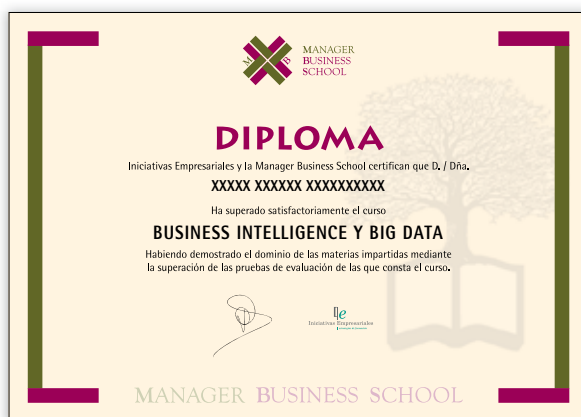 M B
MANAGER
BUSINESS
SCHOOL
DIPLOMA
Iniciativas Empresariales y la Manager Business School certifican que D. / Dña.
XXXXX XXXXXX XXXXXXXXXX
Ha superado satisfactoriamente el curso
BUSINESS INTELLIGENCE Y BIG DATA
Habiendo demostrado el dominio de las materias impartidas mediante
la superación de las pruebas de evaluación de las que consta el curso.
Ie
Iniciativas Empresariales
MANAGER BUSINESS SCHOOL